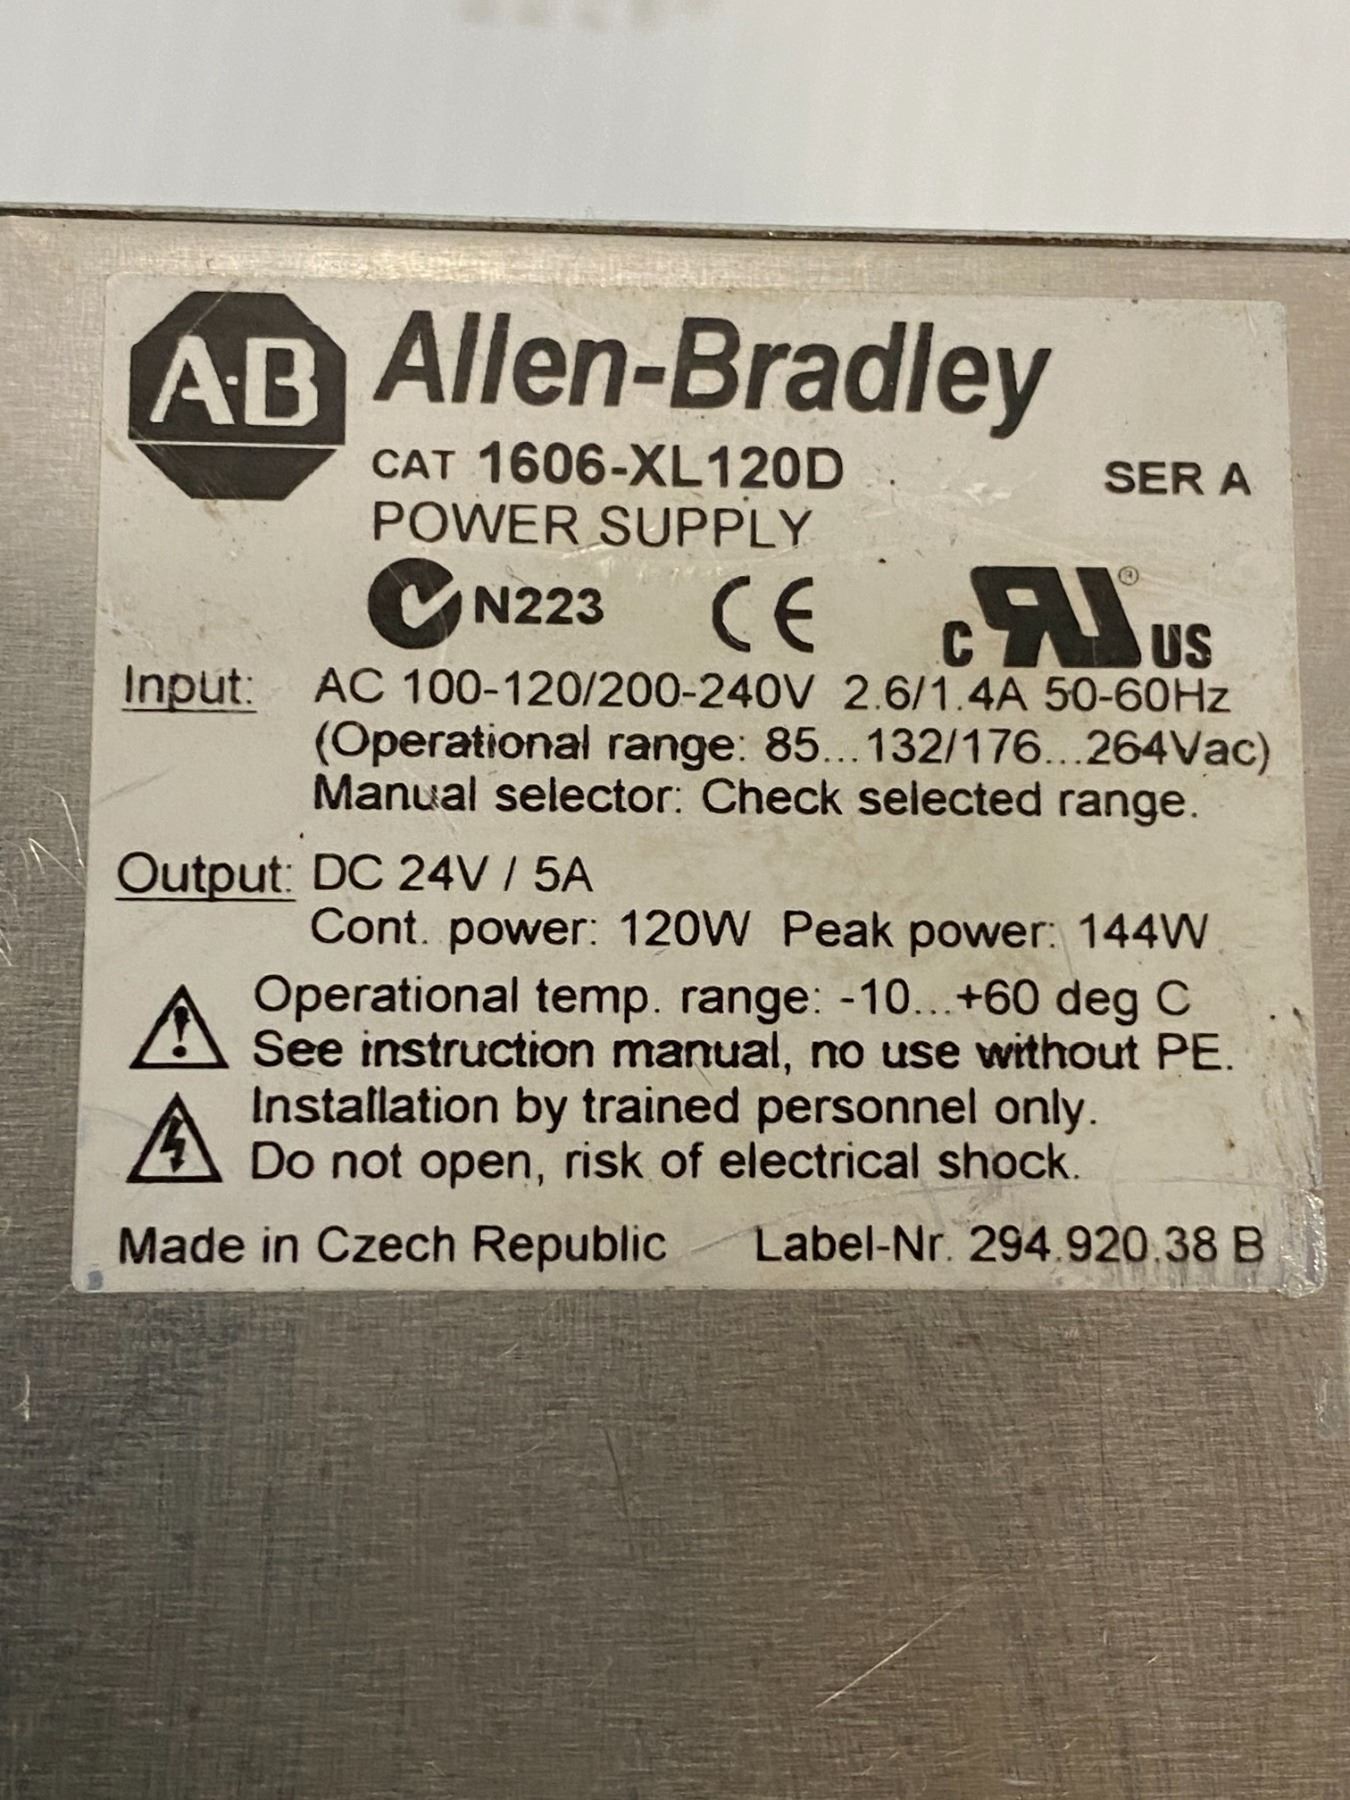 A-B Allen-Bradley
CAT 1606-XL120D SER A
POWER SUPPLY
N223 CE C RU ® US
Input: AC 100-120/200-240V 2.6/1.4A 50-60Hz
(Operational range: 85...132/176...264Vac)
Manual selector: Check selected range.
Output: DC 24V / 5A
Cont. power: 120W Peak power: 144W
Operational temp. range: -10...+60 deg C
See instruction manual, no use without PE.
Installation by trained personnel only.
Do not open, risk of electrical shock.
Made in Czech Republic Label-Nr. 294.920.38 B